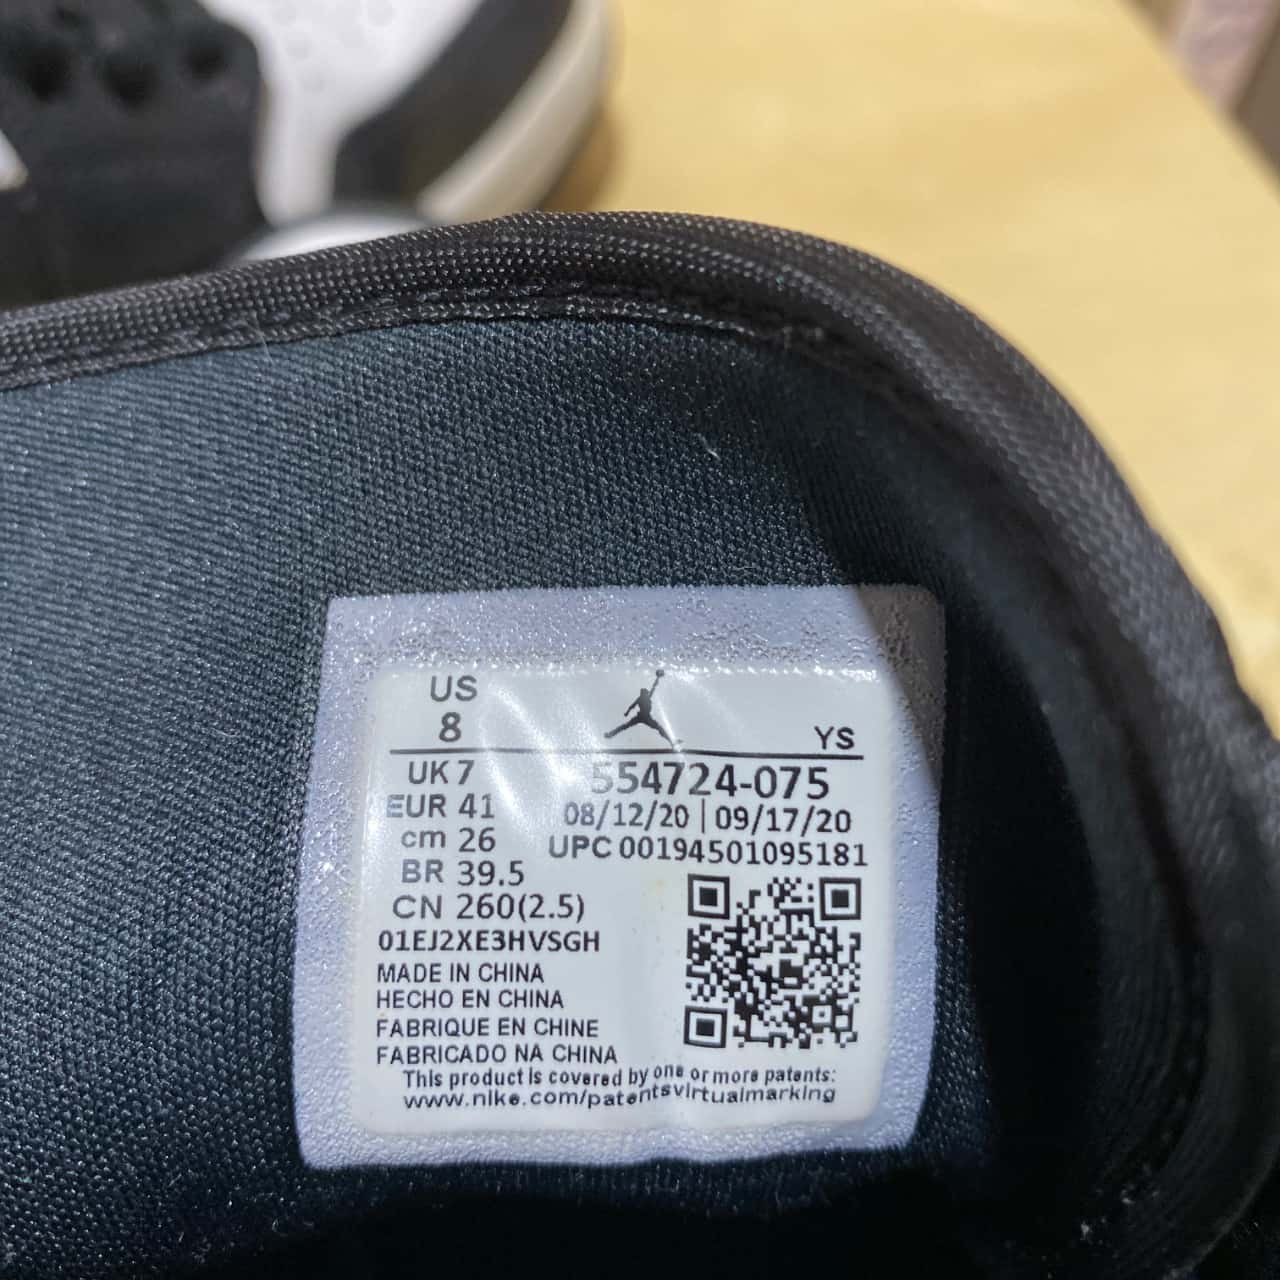 US
8
YS
UK 7
EUR 41
cm 26
BR 39.5
CN 260(2.5)
554724-075
08/12/20 | 09/17/20
UPC 00194501095181
01EJ2XE3HVSGH
MADE IN CHINA
HECHO EN CHINA
FABRIQUE EN CHINE
FABRICADO NA CHINA
This product is covered by one or more patents:
www.nike.com/patentsvirtualmarking